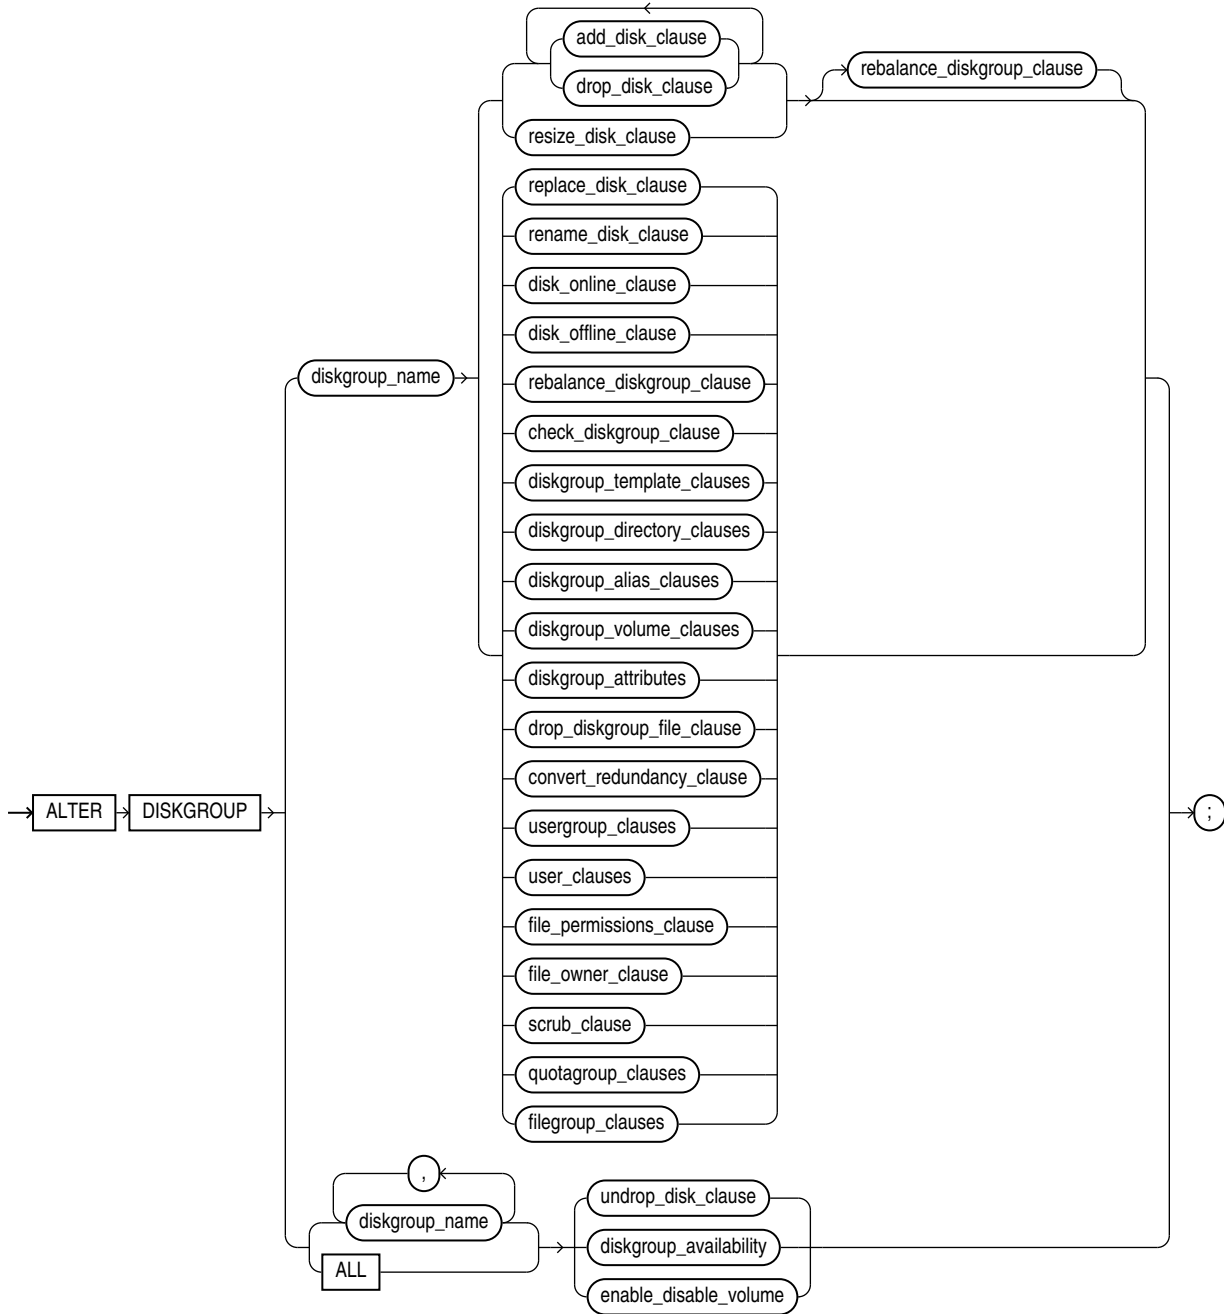 add_disk_clause
drop_disk_clause
rebalance_diskgroup_clause
resize_disk_clause
replace_disk_clause
rename_disk_clause
disk_online_clause
disk_offline_clause
diskgroup_name
rebalance_diskgroup_clause
check_diskgroup_clause
diskgroup_template_clauses
diskgroup_directory_clauses
diskgroup_alias_clauses
diskgroup_volume_clauses
diskgroup_attributes
drop_diskgroup_file_clause
convert_redundancy_clause
ALTER DISKGROUP ;
usergroup_clauses
user_clauses
file_permissions_clause
file_owner_clause
scrub_clause
quotagroup_clauses
filegroup_clauses
,
diskgroup_name
ALL
undrop_disk_clause
diskgroup_availability
enable_disable_volume